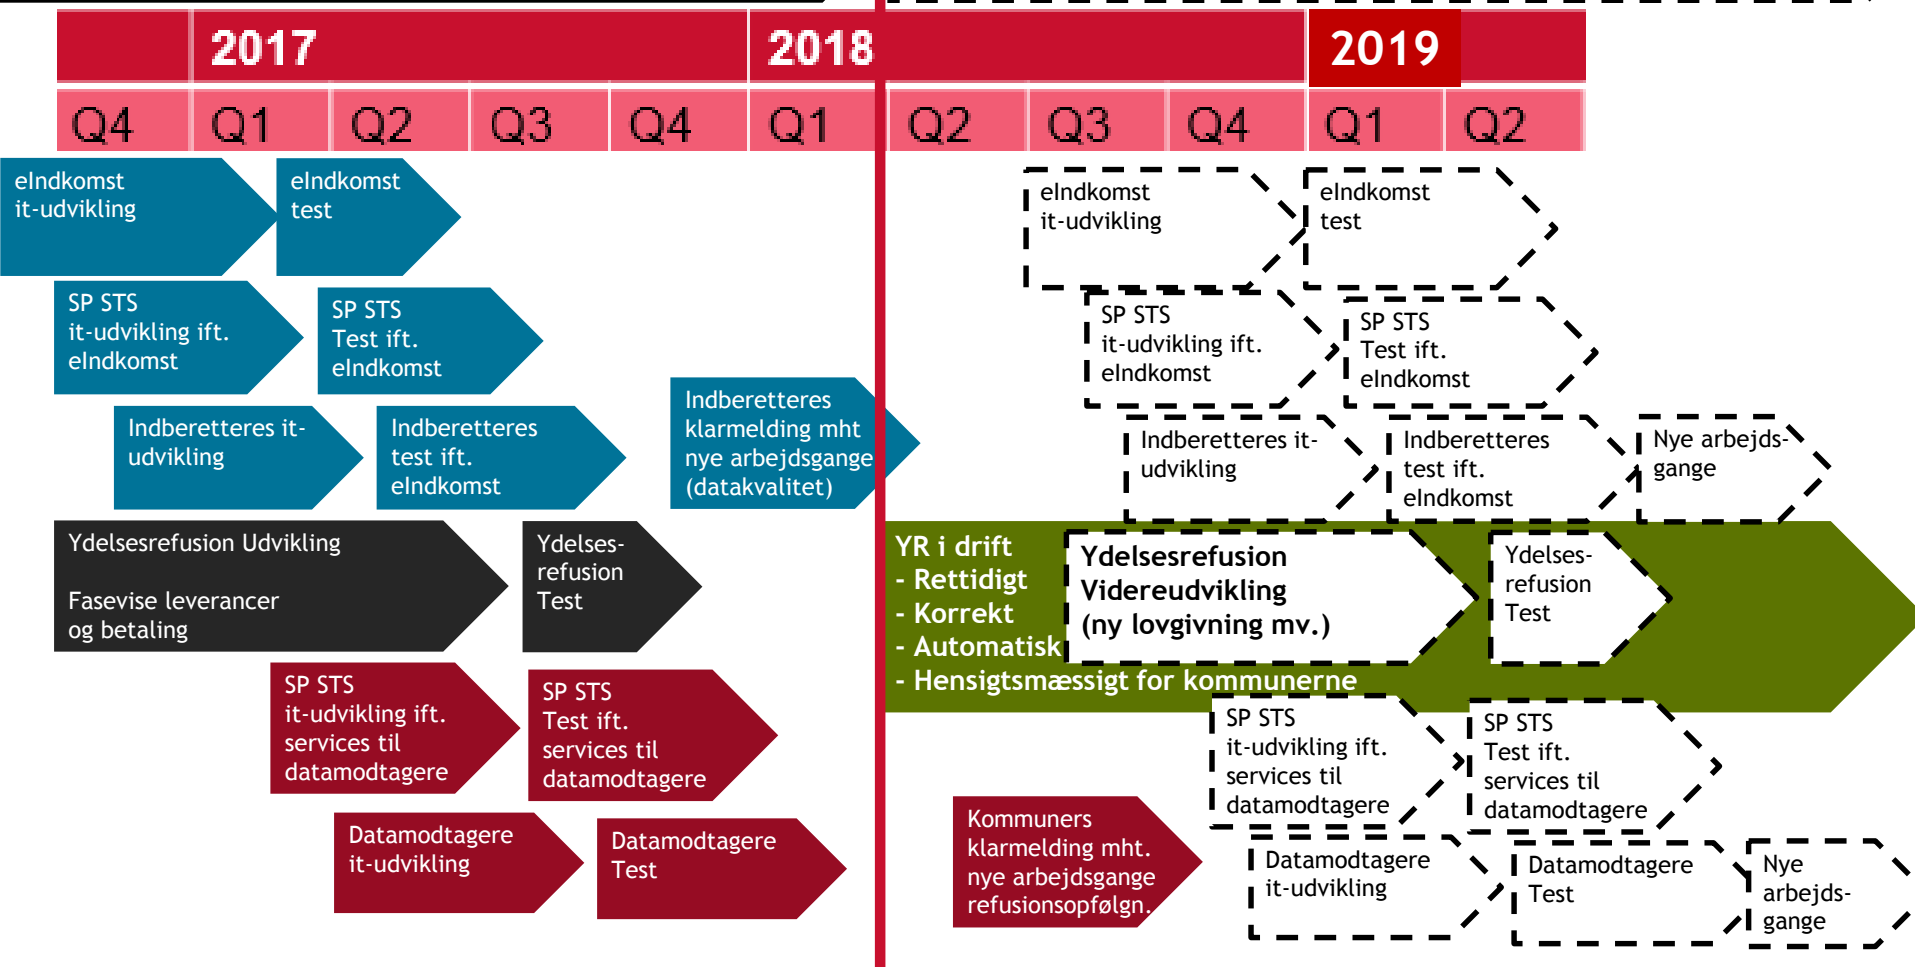 2017
2018
2019
Q4
Q1
Q2
Q3
Q4
Q1
Q2
Q3
Q4
Q1
Q2
eIndkomst
it-udvikling
eIndkomst
test
eIndkomst
it-udvikling
eIndkomst
test
SP STS
it-udvikling ift.
eIndkomst
SP STS
Test ift.
eIndkomst
SP STS
it-udvikling ift.
eIndkomst
SP STS
Test ift.
eIndkomst
Indberetteres it-
udvikling
Indberetteres
test ift.
eIndkomst
Indberetteres
klarmelding mht
nye arbejdsgange
(datakvalitet)
Indberetteres it-
udvikling
Indberetteres
test ift.
eIndkomst
Nye arbejds-
gange
Ydelsesrefusion Udvikling
Fasevise leverancer
og betaling
Ydelses-
refusion
Test
YR i drift
- Rettidigt
- Korrekt
- Automatisk
- Hensigtsmæssigt for kommunerne
Ydelsesrefusion
Videreudvikling
(ny lovgivning mv.)
Ydelses-
refusion
Test
SP STS
it-udvikling ift.
services til
datamodtagere
SP STS
Test ift.
services til
datamodtagere
SP STS
it-udvikling ift.
services til
datamodtagere
SP STS
Test ift.
services til
datamodtagere
Datamodtagere
it-udvikling
Datamodtagere
Test
Kommuners
klarmelding mht.
nye arbejdsgange
refusionsopfølgn.
Datamodtagere
it-udvikling
Datamodtagere
Test
Nye
arbejds-
gange